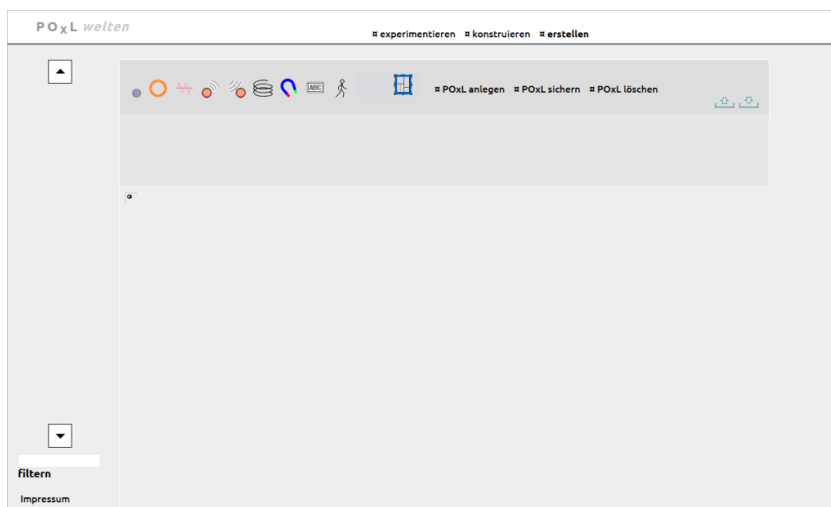 POXL welten
¤ experimentieren ¤ konstruieren ¤ erstellen
ABC ¤ POxL anlegen ¤ POxL sichern ¤ POxL löschen
filtern
Impressum